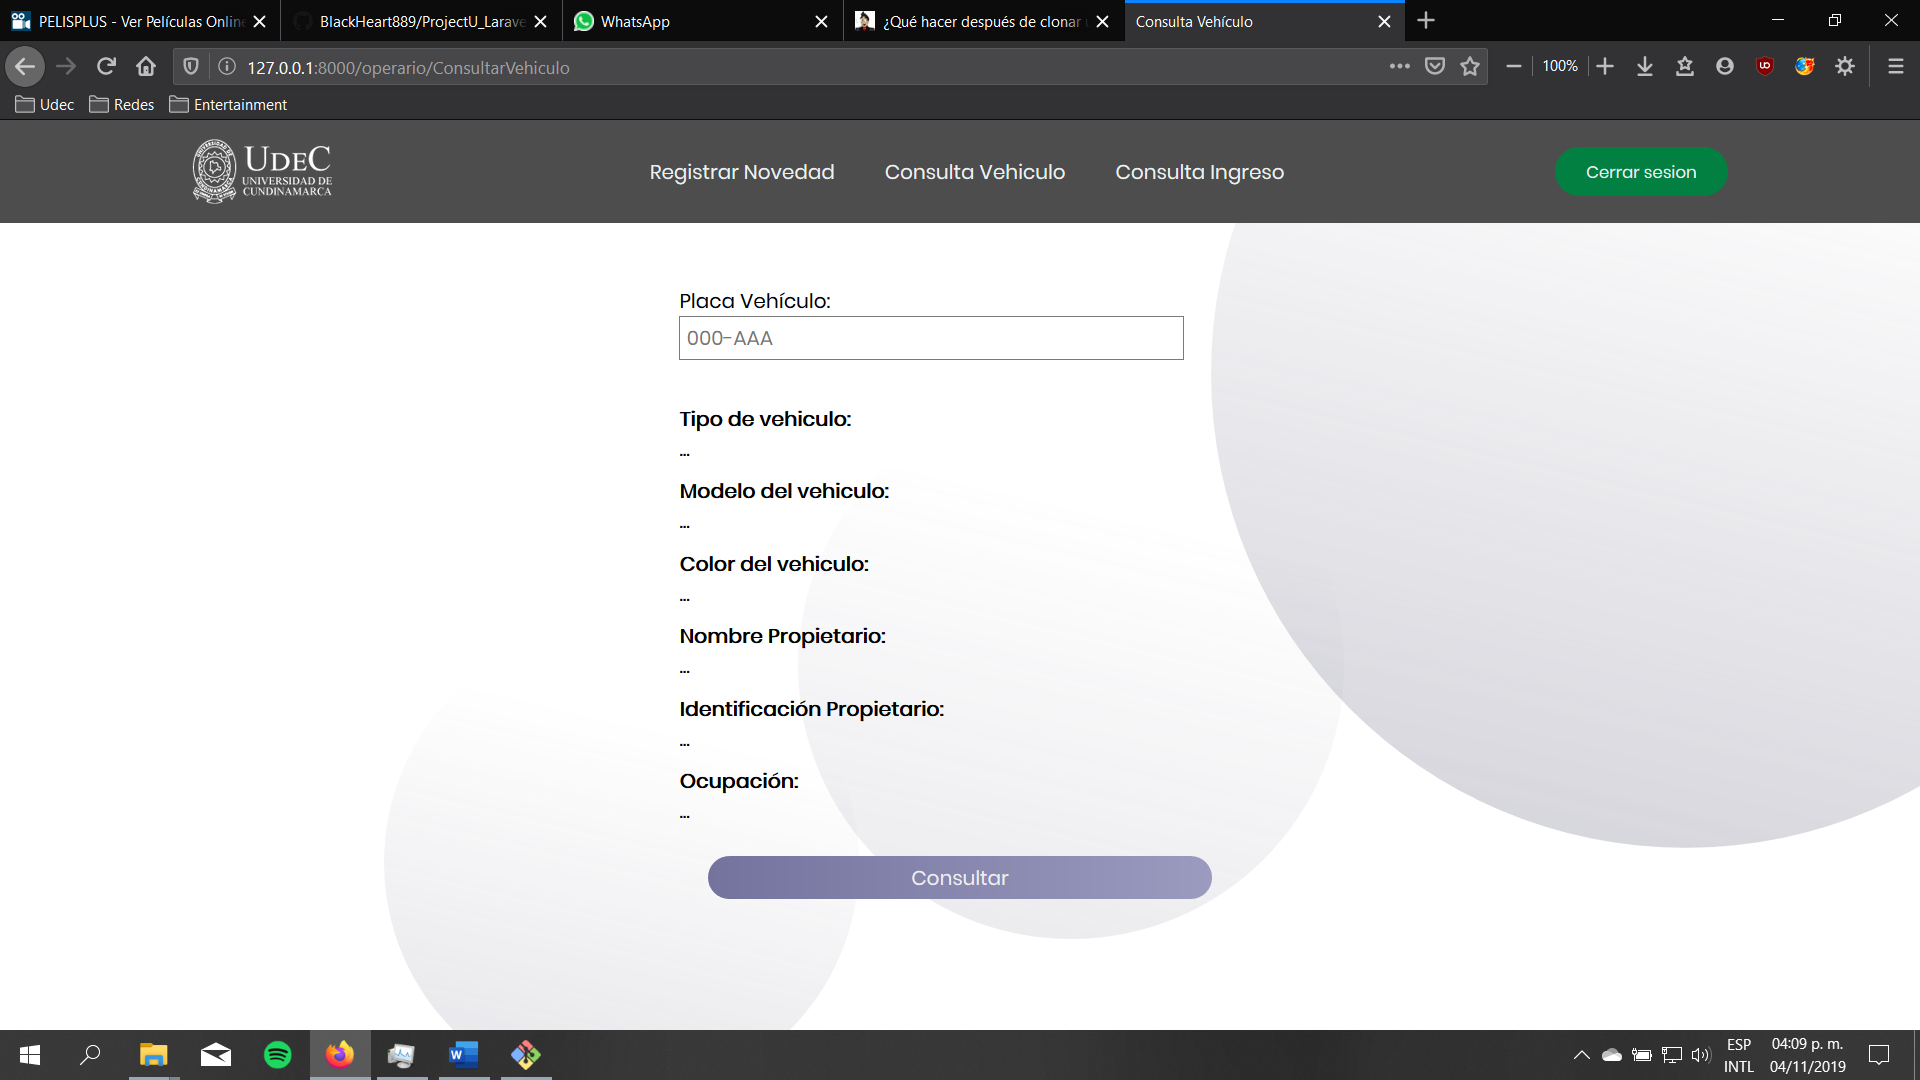 PELISPLUS - Ver Películas Online
BlackHeart889/ProjectU_Larave
WhatsApp
¿Qué hacer después de clonar
Consulta Vehículo
127.0.0.1:8000/operario/ConsultarVehiculo
100%
Udec
Redes
Entertainment
UDEC
UNIVERSIDAD DE
CUNDINAMARCA
Registrar Novedad
Consulta Vehiculo
Consulta Ingreso
Cerrar sesion
Placa Vehículo:
000-AAA
Tipo de vehiculo:
...
Modelo del vehiculo:
...
Color del vehiculo:
...
Nombre Propietario:
...
Identificación Propietario:
...
Ocupación:
...
Consultar
ESP
INTL
04:09 p. m.
04/11/2019